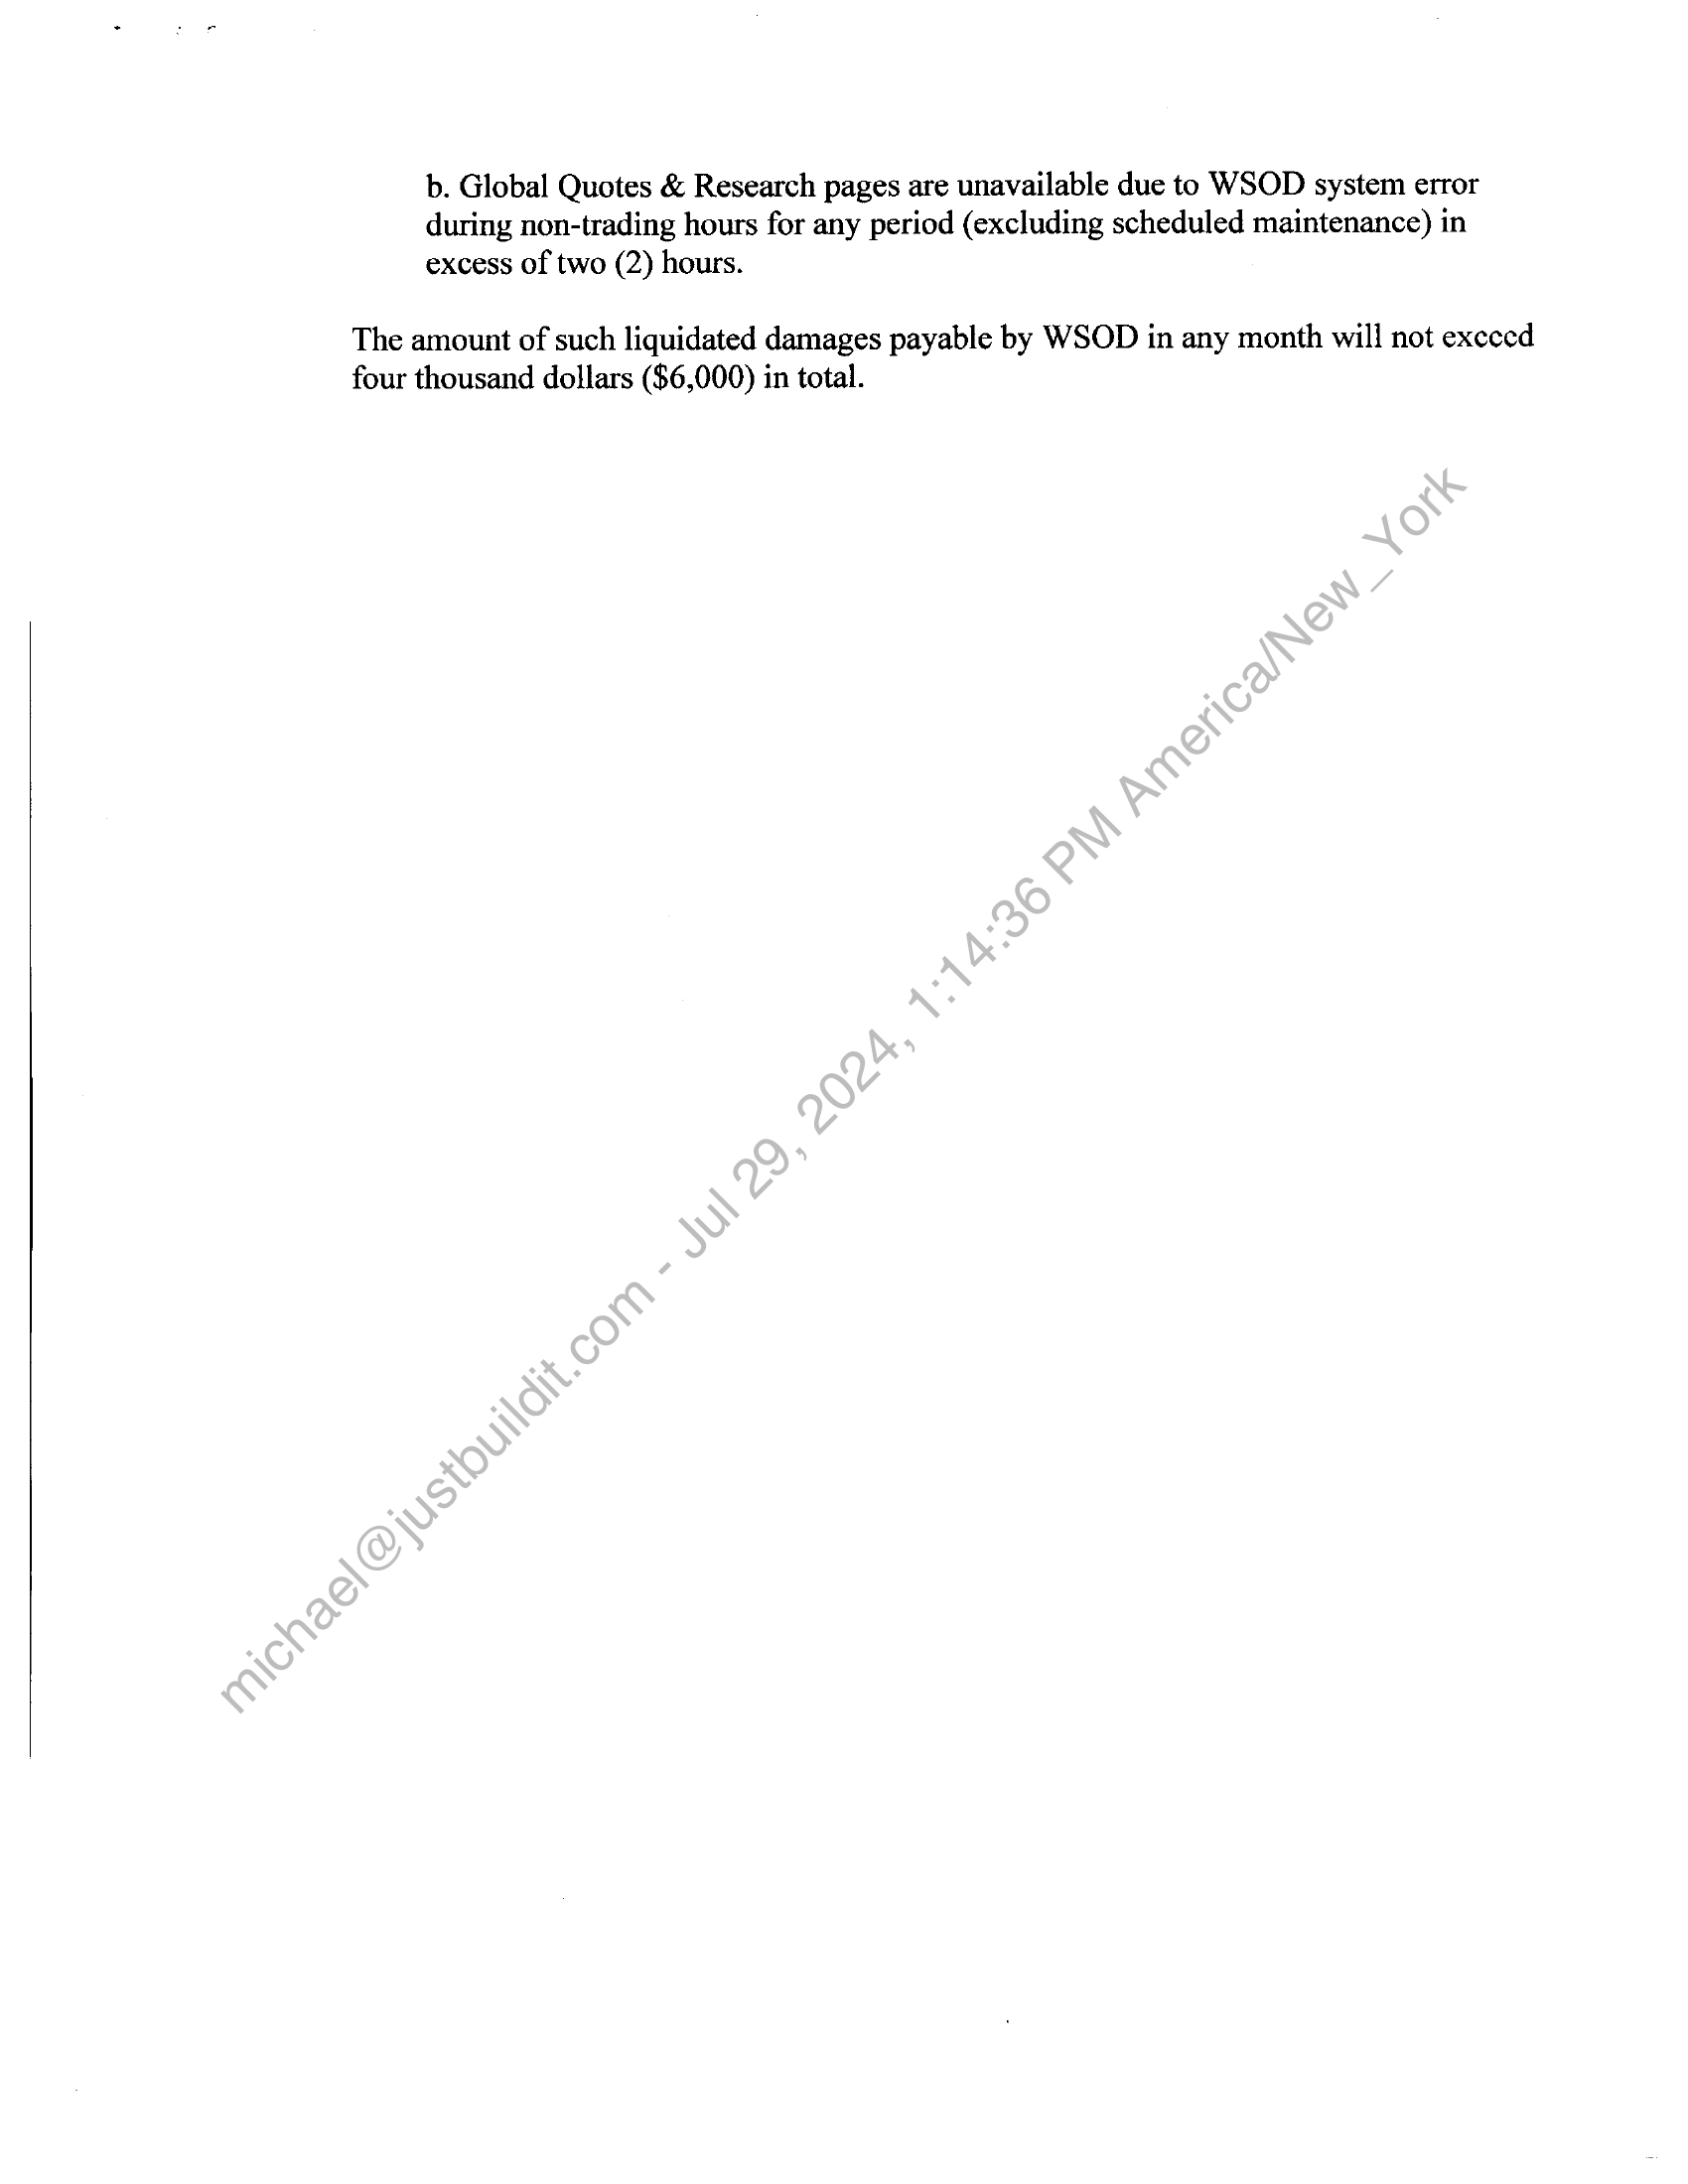 b. Global Quotes & Research pages are unavailable due to WSOD system error
during non-trading hours for any period (excluding scheduled maintenance) in
excess of two (2) hours.
The amount of such liquidated damages payable by WSOD in any month will not exceed
four thousand dollars ($6,000) in total.
michael@justbuildit.com - Jul 29, 2024, 1:14:36 PM America/New_York